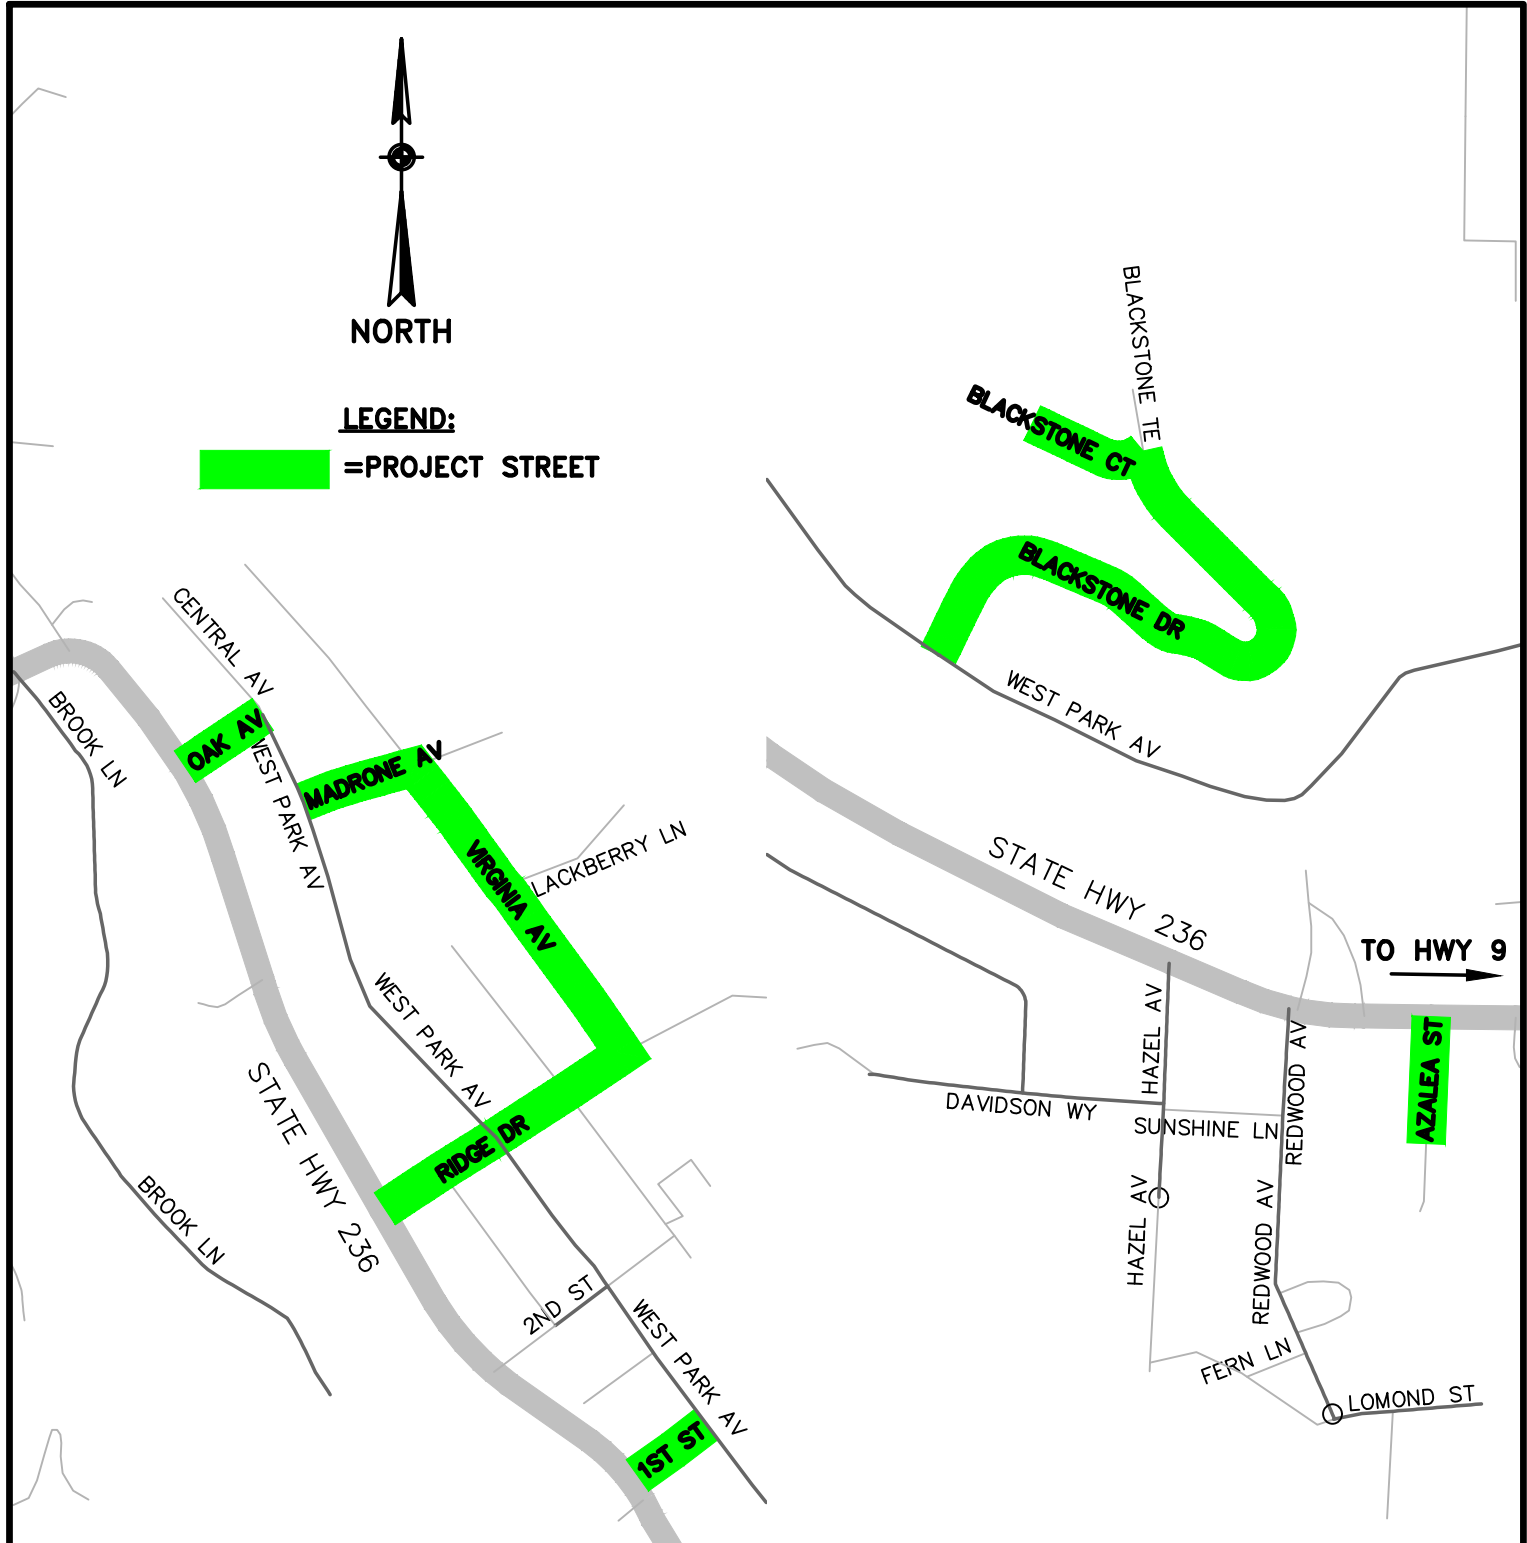 NORTH
LEGEND:
=PROJECT STREET
BLACKSTONE TE
BLACKSTONE CT
BLACKSTONE DR
WEST PARK AV
CENTRAL AV
BROOK LN
OAK AV
WEST PARK AV
MADRONE AV
VIRGINIA AV
LACKBERRY LN
STATE HWY 236
TO HWY 9
WEST PARK AV
HAZEL AV
REDWOOD AV
AZALEA ST
DAVIDSON WY
SUNSHINE LN
STATE HWY 236
RIDGE DR
BROOK LN
HAZEL AV
REDWOOD AV
2ND ST
WEST PARK AV
FERN LN
LOMOND ST
1ST ST